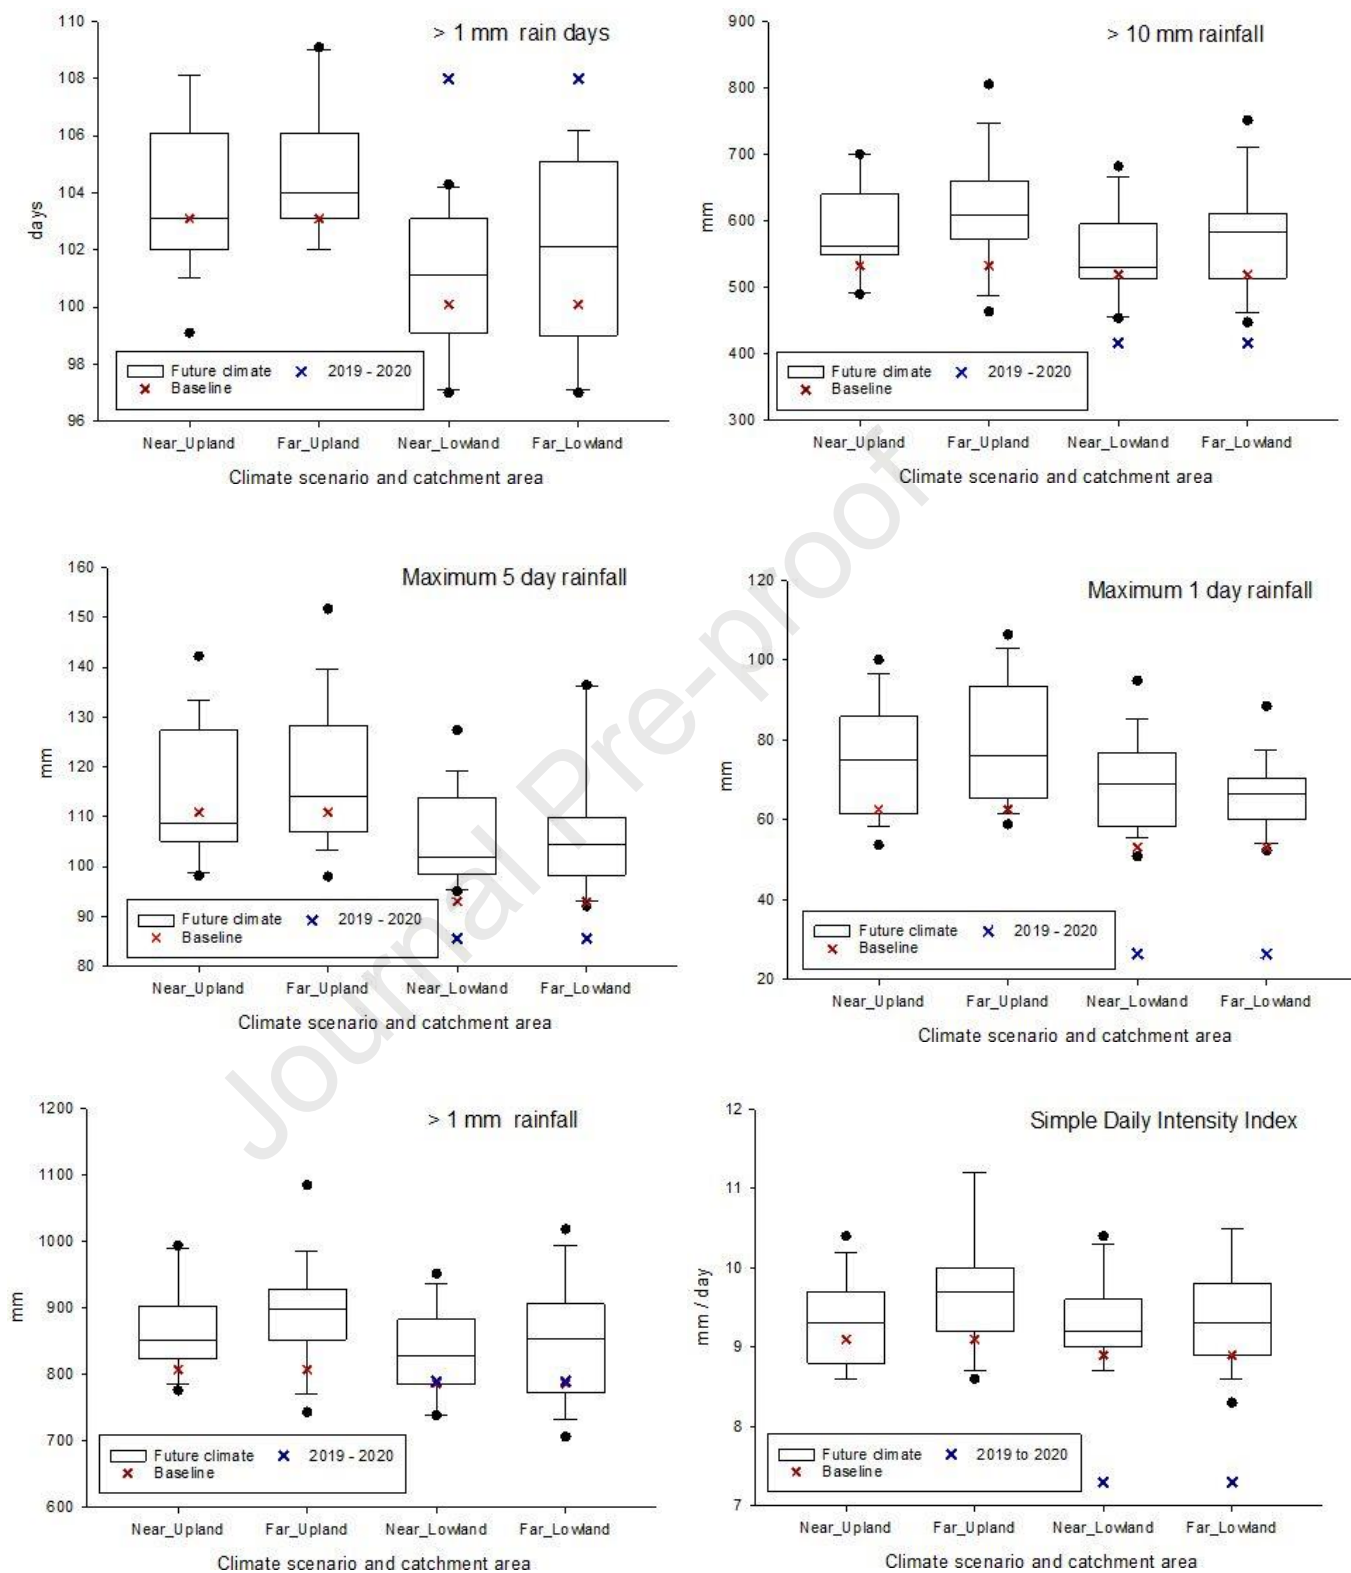 > 1 mm rain days
110
108
106
104
102
100
98
96
days
Future climate
2019 - 2020
Baseline
Near_Upland
Far_Upland
Near_Lowland
Far_Lowland
Climate scenario and catchment area
> 10 mm rainfall
900
800
700
600
500
400
300
mm
Future climate
2019 - 2020
Baseline
Near_Upland
Far_Upland
Near_Lowland
Far_Lowland
Climate scenario and catchment area
Maximum 5 day rainfall
160
150
140
130
120
110
100
90
80
mm
Future climate
2019 - 2020
Baseline
Near_Upland
Far_Upland
Near_Lowland
Far_Lowland
Climate scenario and catchment area
Maximum 1 day rainfall
120
100
80
60
40
20
mm
Future climate
2019 - 2020
Baseline
Near_Upland
Far_Upland
Near_Lowland
Far_Lowland
Climate scenario and catchment area
> 1 mm rainfall
1200
1100
1000
900
800
700
600
mm
Future climate
2019 - 2020
Baseline
Near_Upland
Far_Upland
Near_Lowland
Far_Lowland
Climate scenario and catchment area
Simple Daily Intensity Index
12
11
10
9
8
7
mm / day
Future climate
2019 to 2020
Baseline
Near_Upland
Far_Upland
Near_Lowland
Far_Lowland
Climate scenario and catchment area
Journal Pre-proof